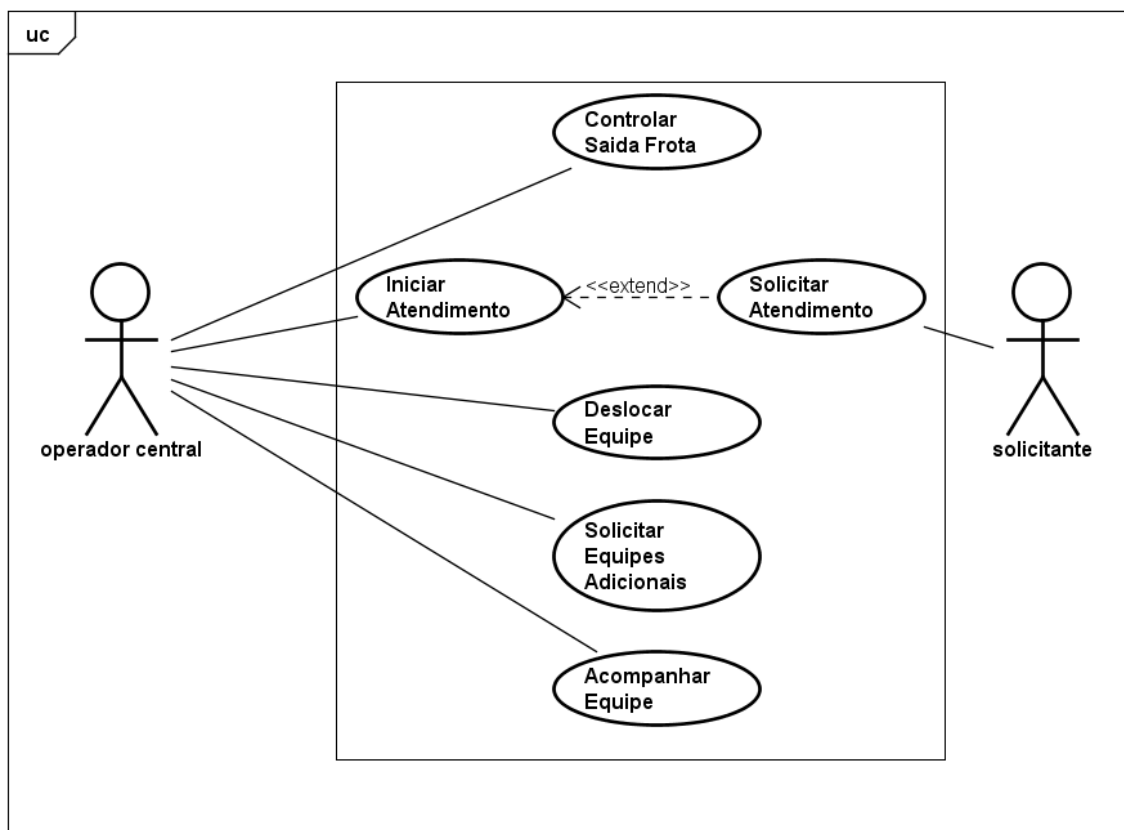 uc
Controlar
Saida Frota
Iniciar
Atendimento
<<extend>>
Solicitar
Atendimento
operador central
solicitante
Deslocar
Equipe
Solicitar
Equipes
Adicionais
Acompanhar
Equipe